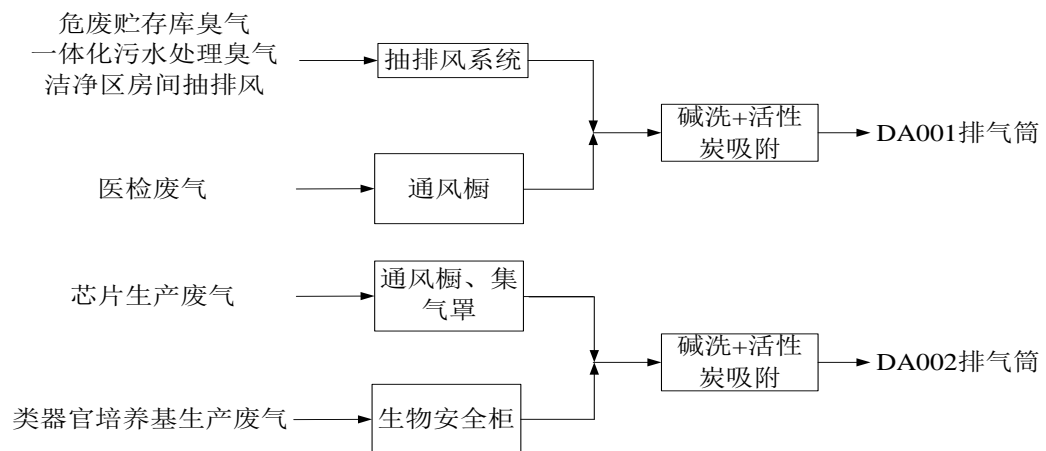 危废贮存库臭气
一体化污水处理臭气
洁净区房间抽排风
抽排风系统
医检废气
通风橱
碱洗+活性
炭吸附
DA001排气筒
芯片生产废气
通风橱、集
气罩
类器官培养基生产废气
生物安全柜
碱洗+活性
炭吸附
DA002排气筒